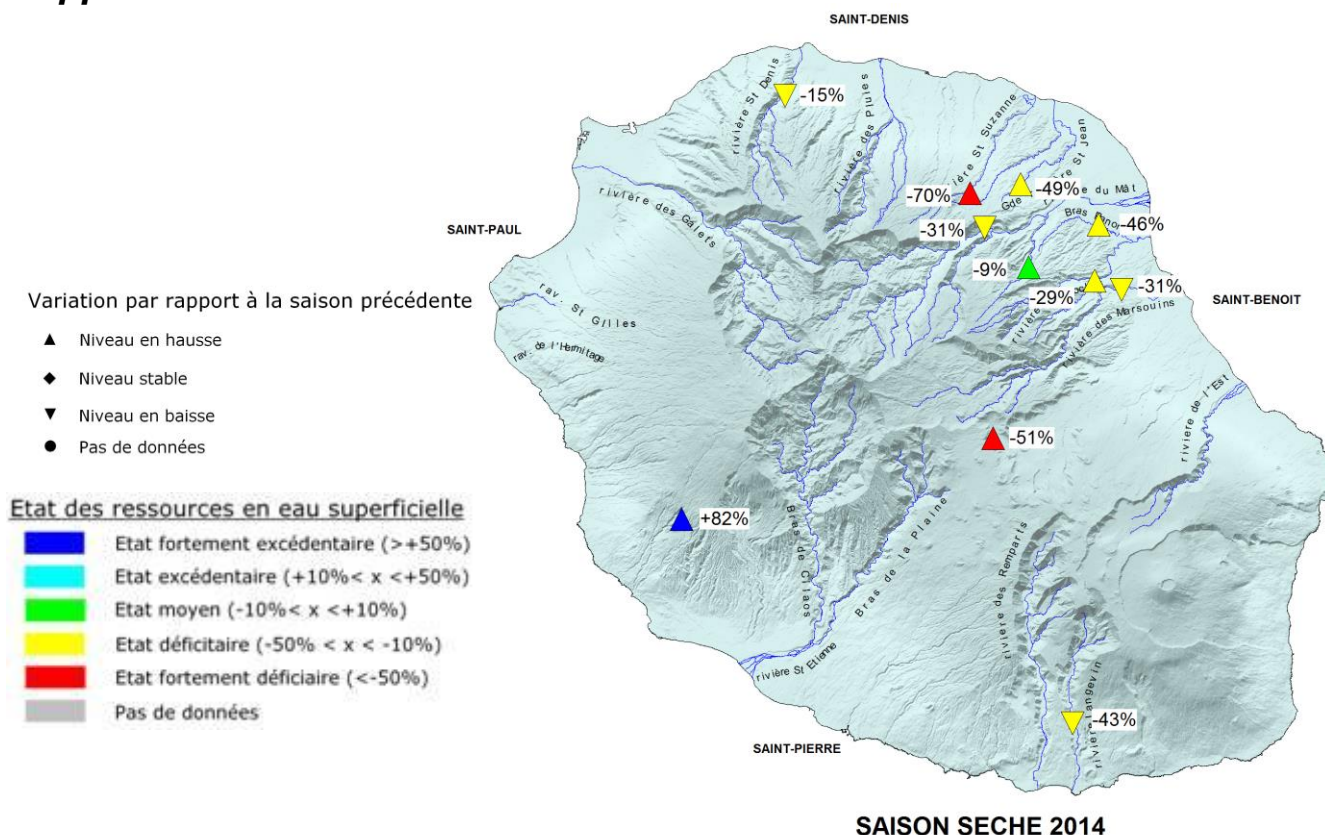 SAINT-DENIS
rivière St Denis
-15%
rivière des Pluies
St Suzanne
St Jean
-70%
-49%
du Mât
rivière des Galets
-31%
Bras
-46%
SAINT-PAUL
-9%
Variation par rapport à la saison précédente
-29%
-31%
SAINT-BENOIT
rav. St Gilles
rivière des Marsouins
▲ Niveau en hausse
rav. de l'Hermitage
◆ Niveau stable
▼ Niveau en baisse
rivière de l'Est
● Pas de données
-51%
Etat des ressources en eau superficielle
+82%
Etat fortement excédentaire (>+50%)
Bras de Cilaos
Bras de la Plaine
rivière des Remparts
Etat excédentaire (+10%< x <+50%)
Etat moyen (-10%< x <+10%)
Etat déficitaire (-50% < x < -10%)
rivière St Etienne
Etat fortement déficiaire (<-50%)
rivière Langevin
Pas de données
-43%
SAINT-PIERRE
SAISON SECHE 2014